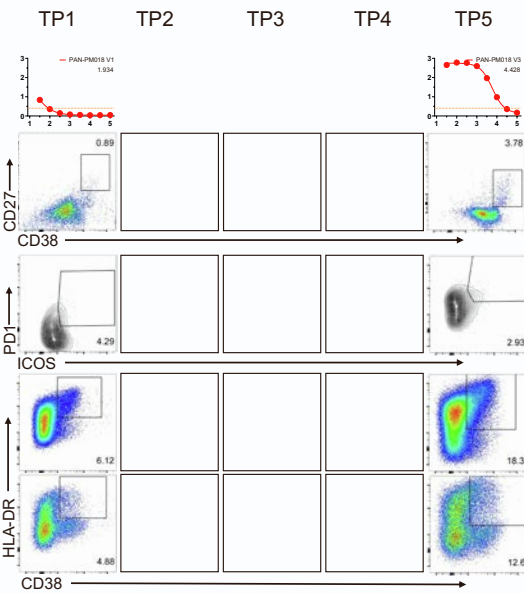 TP1 TP2 TP3 TP4 TP5
PAN-PM018 V1
1.934
3
2
1
0
1 2 3 4 5
PAN-PM018 V3
4.428
3
2
1
0
1 2 3 4 5
CD27
0.89
3.78
CD38
PD1
4.29
2.93
ICOS
HLA-DR
6.12
18.3
4.88
12.6
CD38